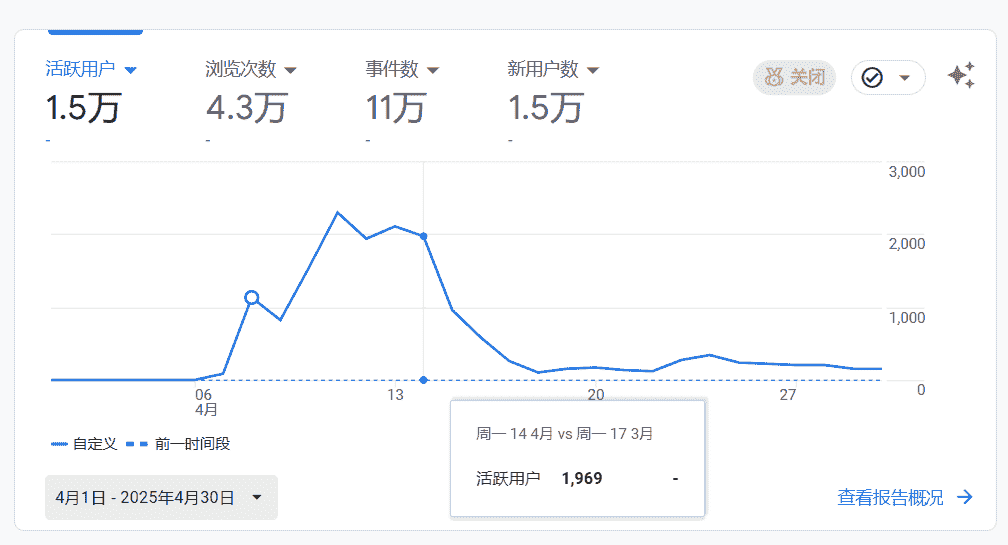 活跃用户 浏览次数 事件数 新用户数 关闭
1.5万 4.3万 11万 1.5万
- - - -
3,000
2,000
1,000
0
06 13 20 27
4月
周一 14 4月 vs 周一 17 3月
活跃用户 1,969 -
自定义 前一时间段
4月1日 - 2025年4月30日
查看报告概况